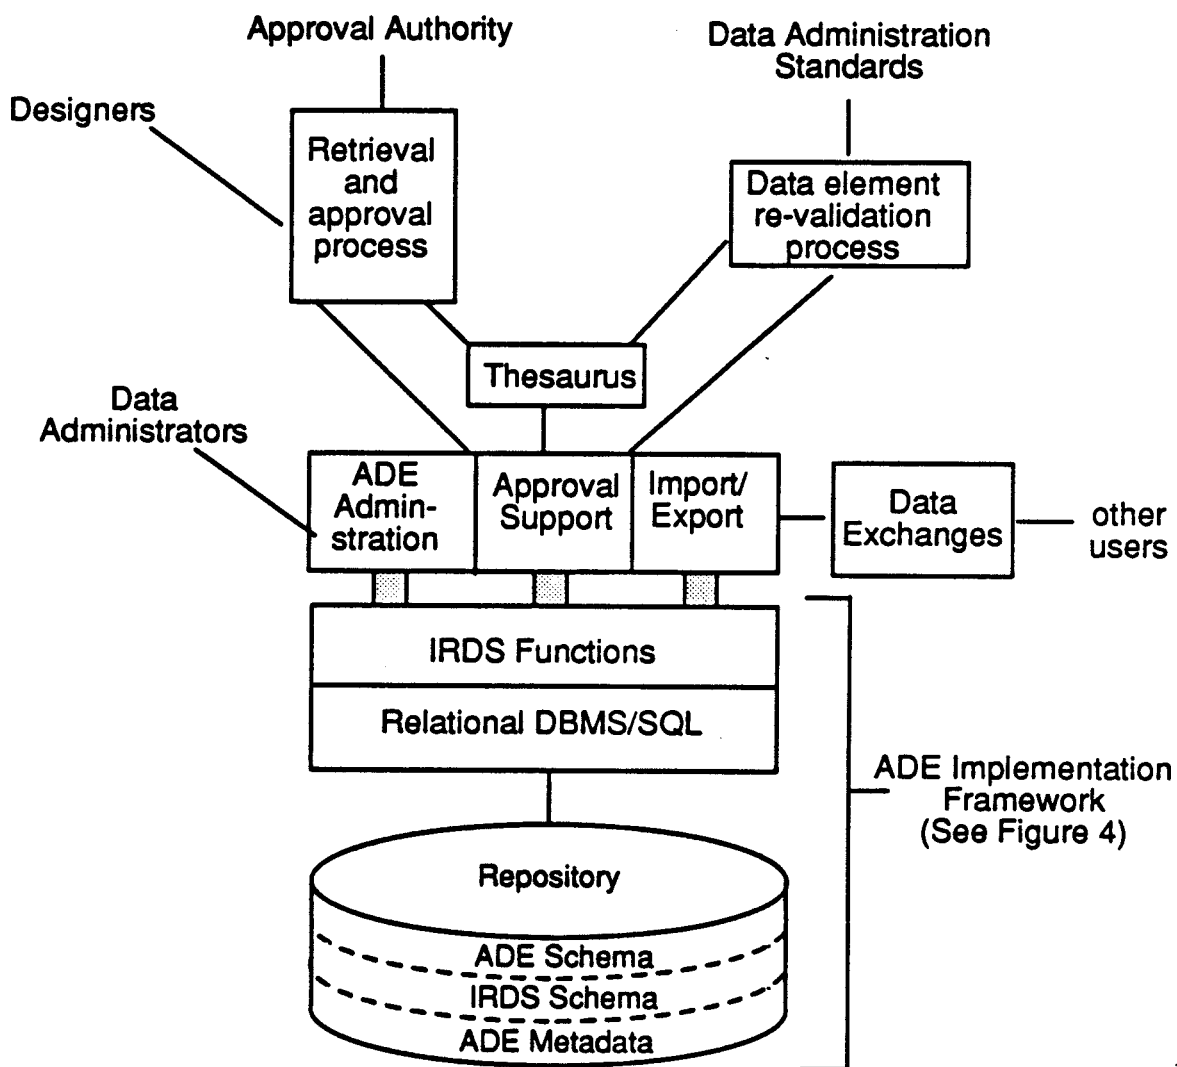 Approval Authority
Data Administration
Standards
Designers
Retrieval
and
approval
process
Data element
re-validation
process
Thesaurus
Data
Administrators
ADE
Admin-
stration
Approval
Support
Import/
Export
Data
Exchanges
other
users
IRDS Functions
Relational DBMS/SQL
ADE Implementation
Framework
(See Figure 4)
Repository
ADE Schema
IRDS Schema
ADE Metadata